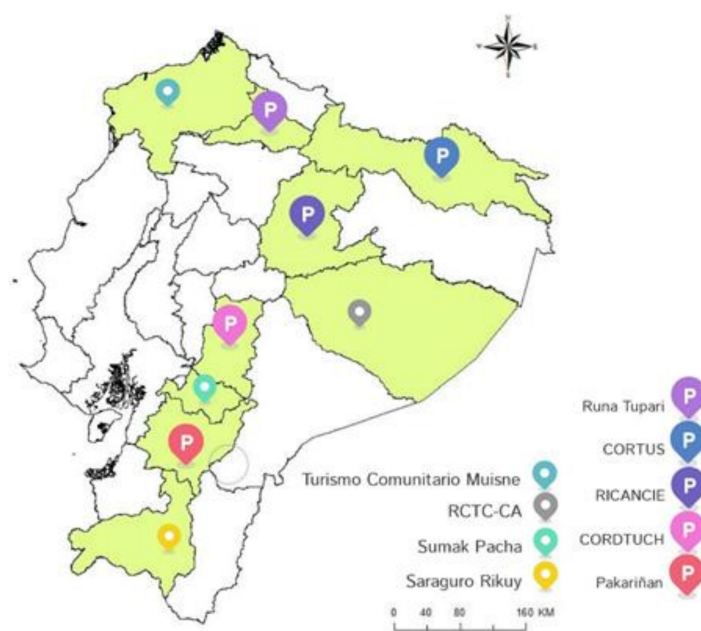 P
P
P
P
P
Runa Tupari P
CORTUS P
Turismo Comunitario Muisne
RICANCIE P
RCTC-CA
CORDTUCH P
Sumak Pacha
Saraguro Rikuy
Pakariñan P
0 40 80 160 KM